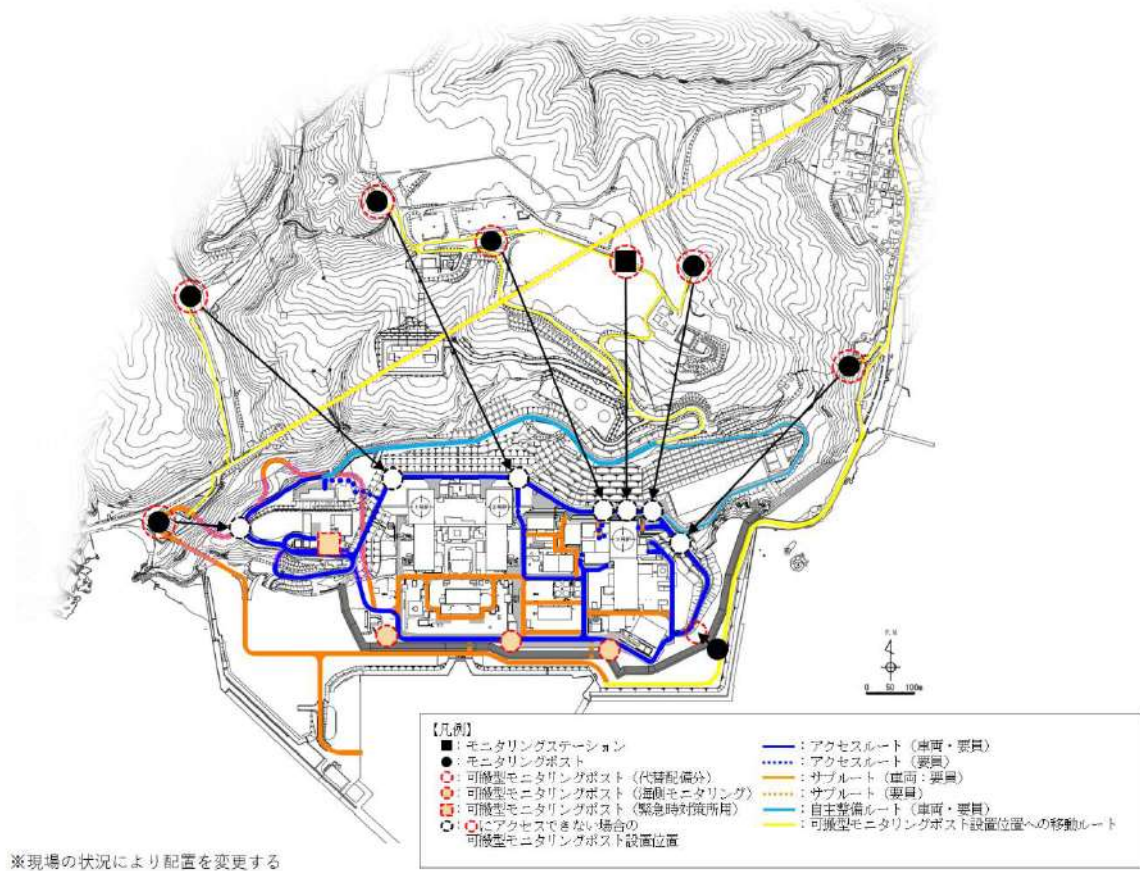 0 50 100m
【凡例】
■:モニタリングステーション
●:モニタリングポスト
:可搬型モニタリングポスト(代替配備分)
:可搬型モニタリングポスト(海側モニタリング)
:可搬型モニタリングポスト(緊急時対策所用)
:にアクセスできない場合の
可搬型モニタリングポスト設置位置
:アクセスルート(車両・要員)
:アクセスルート(要員)
:サブルート(車両:要員)
:サブルート(要員)
:自主整備ルート(車両・要員)
:可搬型モニタリングポスト設置位置への移動ルート
※現場の状況により配置を変更する